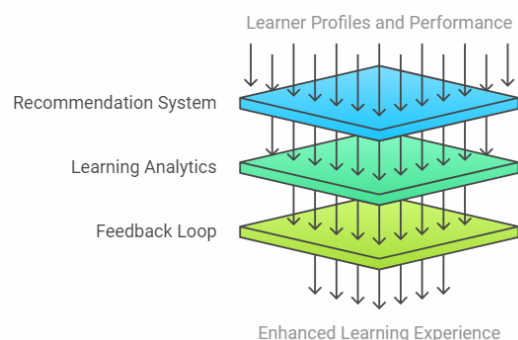 Learner Profiles and Performance
Recommendation System
Learning Analytics
Feedback Loop
Enhanced Learning Experience